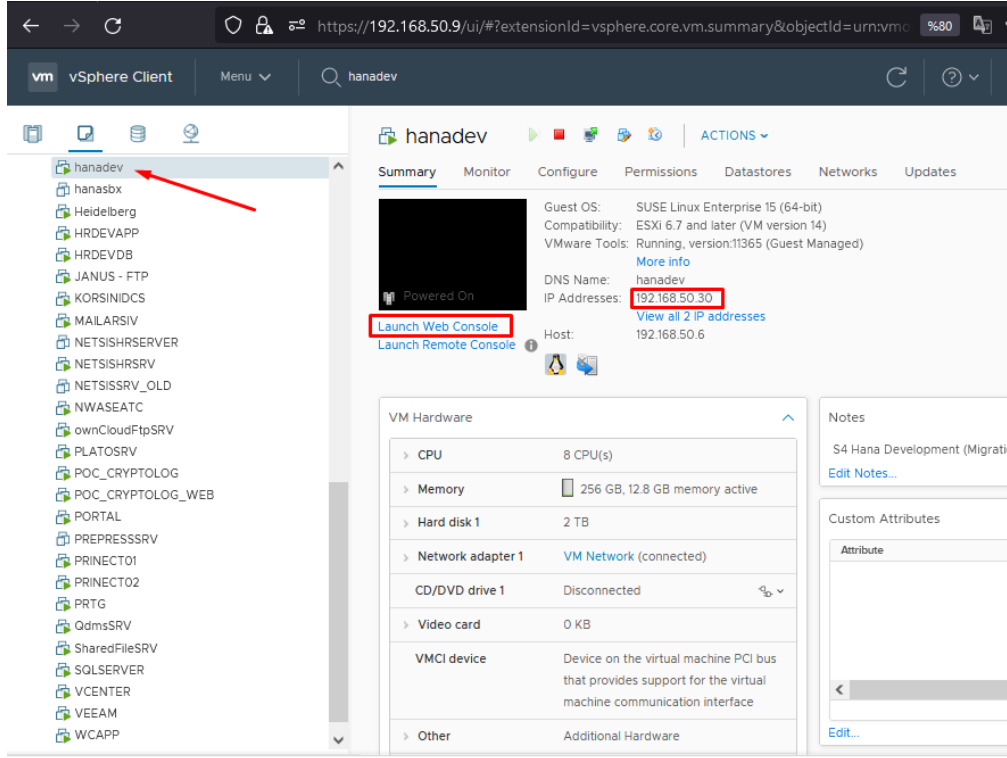 https://192.168.50.9/ui/#?extensionId=vsphere.core.vm.summary&objectId=urn:vmo
%80
vm vSphere Client
Menu
hanadev
hanadev
hanasbx
Heidelberg
HRDEVAPP
HRDEVDB
JANUS - FTP
KORSINIDCS
MAILARSIV
NETSISHRSERVER
NETSISHRSRV
NETSISSRV_OLD
NWASEATC
ownCloudFtpSRV
PLATOSRV
POC_CRYPTOLOG
POC_CRYPTOLOG_WEB
PORTAL
PREPRESSSRV
PRINECT01
PRINECT02
PRTG
QdmsSRV
SharedFileSRV
SQLSERVER
VCENTER
VEEAM
WCAPP
hanadev
ACTIONS
Summary Monitor Configure Permissions Datastores Networks Updates
Powered On
Launch Web Console
Launch Remote Console
Guest OS: SUSE Linux Enterprise 15 (64-bit)
Compatibility: ESXi 6.7 and later (VM version 14)
VMware Tools: Running, version:11365 (Guest Managed)
More info
DNS Name: hanadev
IP Addresses: 192.168.50.30
View all 2 IP addresses
Host: 192.168.50.6
VM Hardware
CPU 8 CPU(s)
Memory 256 GB, 12.8 GB memory active
Hard disk 1 2 TB
Network adapter 1 VM Network (connected)
CD/DVD drive 1 Disconnected
Video card 0 KB
VMCI device Device on the virtual machine PCI bus
that provides support for the virtual
machine communication interface
Other Additional Hardware
Notes
S4 Hana Development (Migrati
Edit Notes...
Custom Attributes
Attribute
Edit...